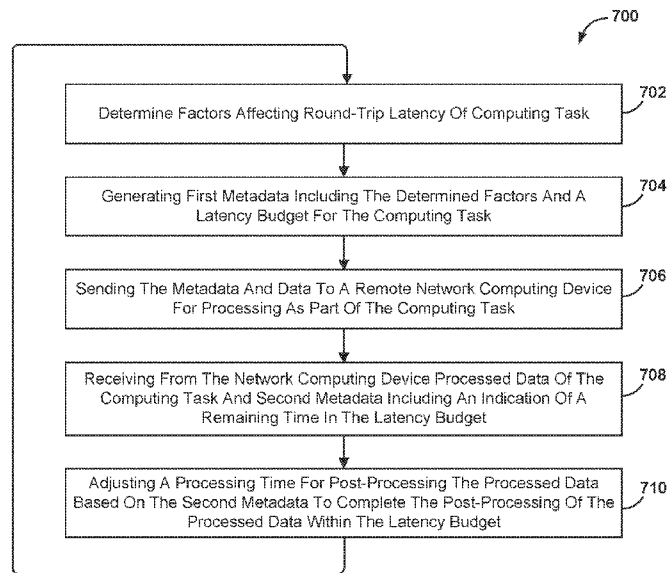 700
Determine Factors Affecting Round-Trip Latency Of Computing Task
702
Generating First Metadata Including The Determined Factors And A
Latency Budget For The Computing Task
704
Sending The Metadata And Data To A Remote Network Computing Device
For Processing As Part Of The Computing Task
706
Receiving From The Network Computing Device Processed Data Of The
Computing Task And Second Metadata Including An Indication Of A
Remaining Time In The Latency Budget
708
Adjusting A Processing Time For Post-Processing The Processed Data
Based On The Second Metadata To Complete The Post-Processing Of The
Processed Data Within The Latency Budget
710